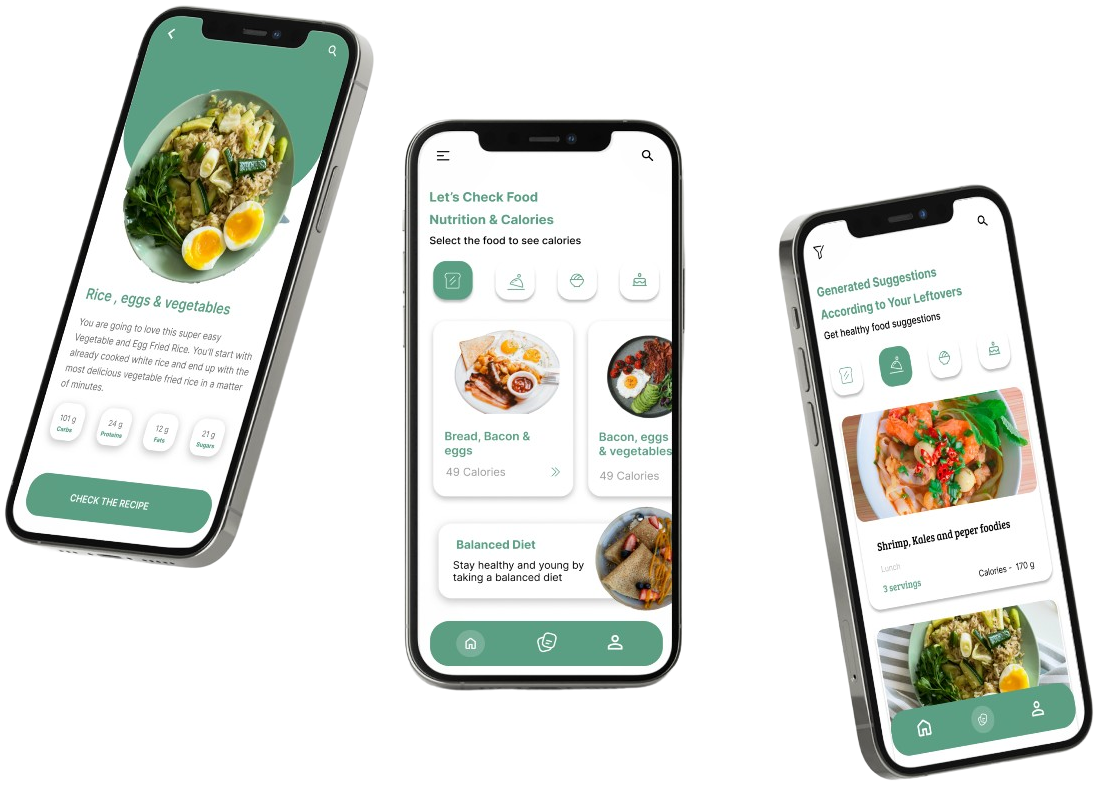 Rice , eggs & vegetables
You are going to love this super easy
Vegetable and Egg Fried Rice. You'll start with
already cooked white rice and end up with the
most delicious vegetable fried rice in a matter
of minutes.
101 g
Carbs
24 g
Proteins
12 g
Fats
21 g
Sugars
CHECK THE RECIPE
Let's Check Food
Nutrition & Calories
Select the food to see calories
Bread, Bacon &
eggs
49 Calories
Bacon, eggs
& vegetables
49 Calories
Balanced Diet
Stay healthy and young by
taking a balanced diet
Generated Suggestions
According to Your Leftovers
Get healthy food suggestions
Shrimp, Kales and peper foodies
Lunch
3 servings
Calories - 170 g